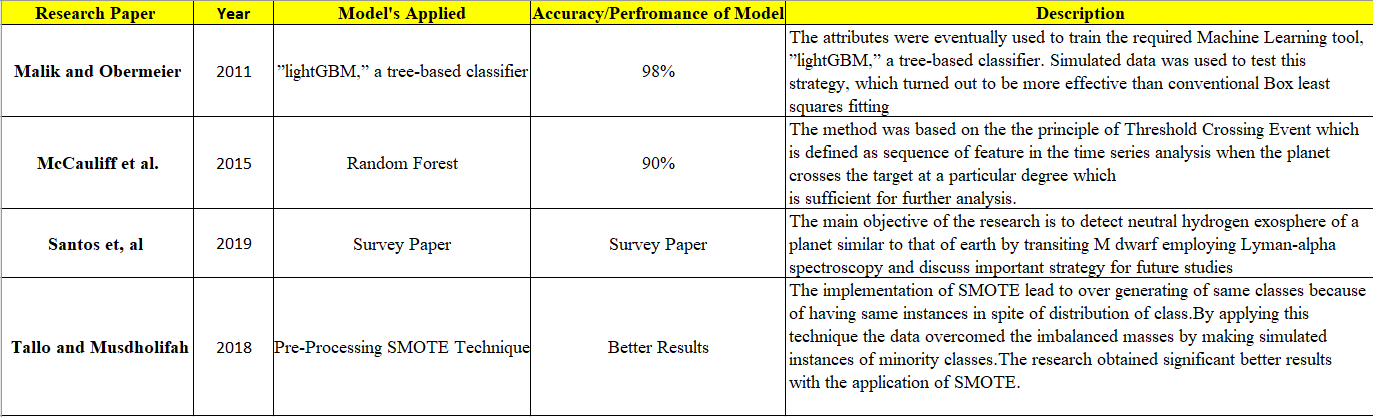 Research Paper Year Model's Applied Accuracy/Perfromance of Model Description
Malik and Obermeier 2011 ”lightGBM,” a tree-based classifier 98%
The attributes were eventually used to train the required Machine Learning tool,
”lightGBM,” a tree-based classifier. Simulated data was used to test this
strategy, which turned out to be more effective than conventional Box least
squares fitting
McCauliff et al. 2015 Random Forest 90%
The method was based on the the principle of Threshold Crossing Event which
is defined as sequence of feature in the time series analysis when the planet
crosses the target at a particular degree which
is sufficient for further analysis.
Santos et, al 2019 Survey Paper Survey Paper
The main objective of the research is to detect neutral hydrogen exosphere of a
planet similar to that of earth by transiting M dwarf employing Lyman-alpha
spectroscopy and discuss important strategy for future studies
Tallo and Musdholifah 2018 Pre-Processing SMOTE Technique Better Results
The implementation of SMOTE lead to over generating of same classes because
of having same instances in spite of distribution of class.By applying this
technique the data overcomed the imbalanced masses by making simulated
instances of minority classes.The research obtained significant better results
with the application of SMOTE.